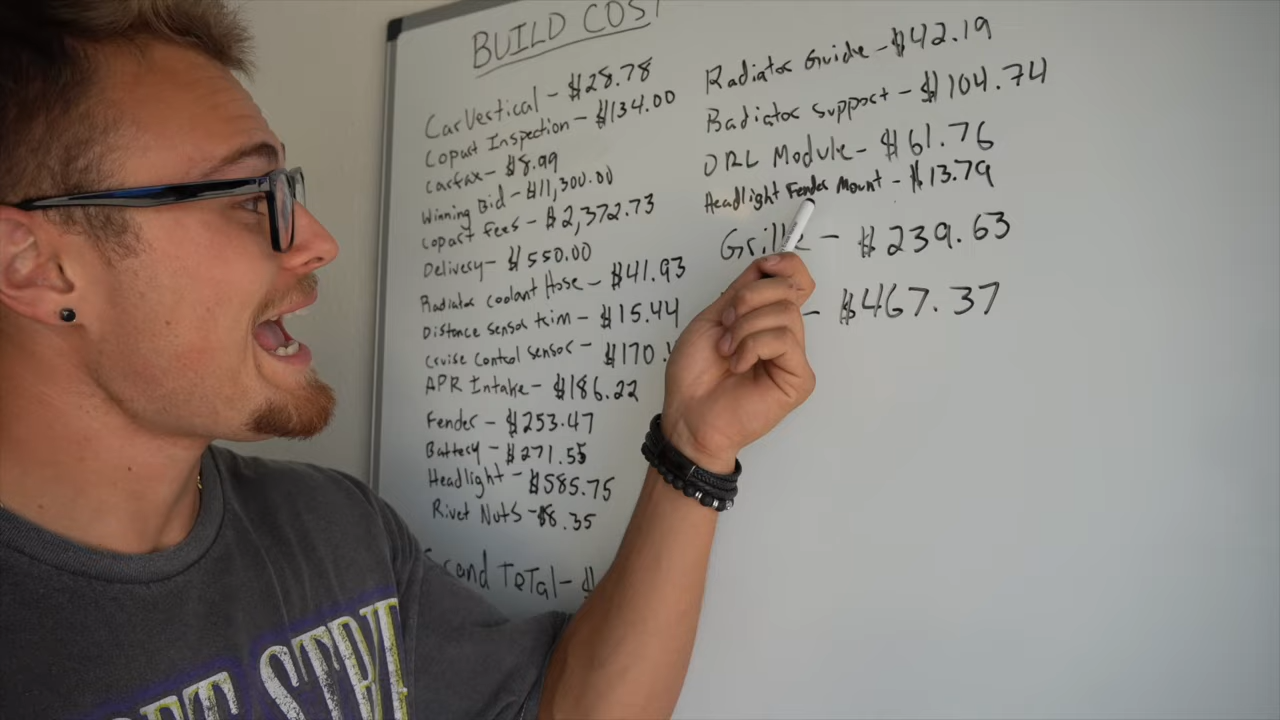 BUILD COST
CarVertical - $28.78
Copart Inspection - $134.00
Carfax - $8.99
Winning Bid - $11,300.00
Copart fees - $2,372.73
Delivery - $550.00
Radiator coolant Hose - $41.93
Distance sensor trim - $15.44
Cruise Control sensor - $170.
APR Intake - $186.22
Fender - $253.47
Battery - $271.55
Headlight - $585.75
Rivet Nuts - $8.35
Total - $
Radiator Guide - $42.19
Radiator support - $104.74
DRL Module - $61.76
Headlight Fender Mount - $13.79
Grille - $239.63
- $467.37